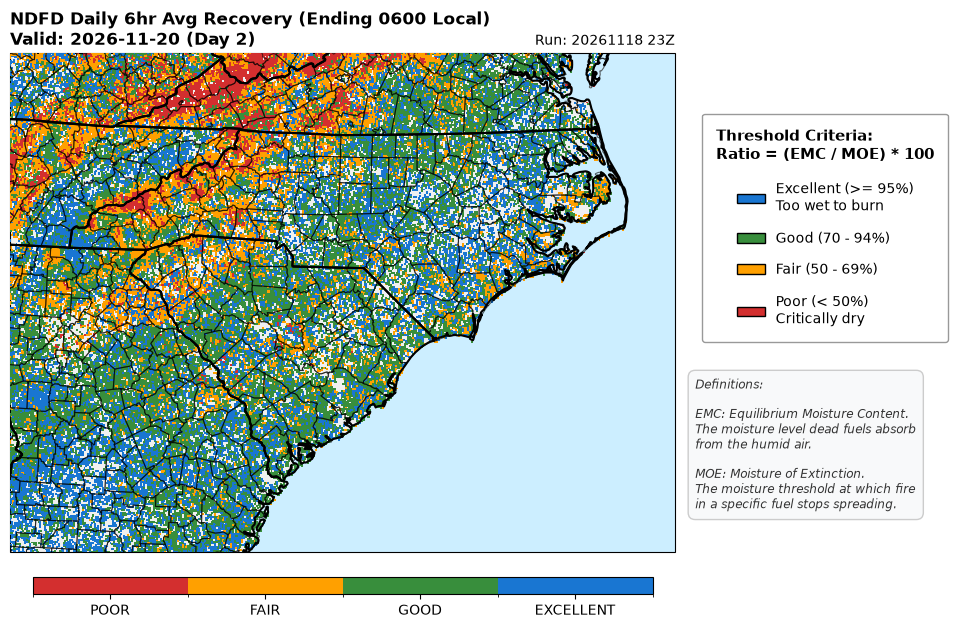 NDFD Daily 6hr Avg Recovery (Ending 0600 Local)
Valid: 2026-11-20 (Day 2)
Run: 20261118 23Z
Threshold Criteria:
Ratio = (EMC / MOE) * 100
Excellent (>= 95%)
Too wet to burn
Good (70 - 94%)
Fair (50 - 69%)
Poor (< 50%)
Critically dry
Definitions:
EMC: Equilibrium Moisture Content.
The moisture level dead fuels absorb
from the humid air.
MOE: Moisture of Extinction.
The moisture threshold at which fire
in a specific fuel stops spreading.
POOR FAIR GOOD EXCELLENT